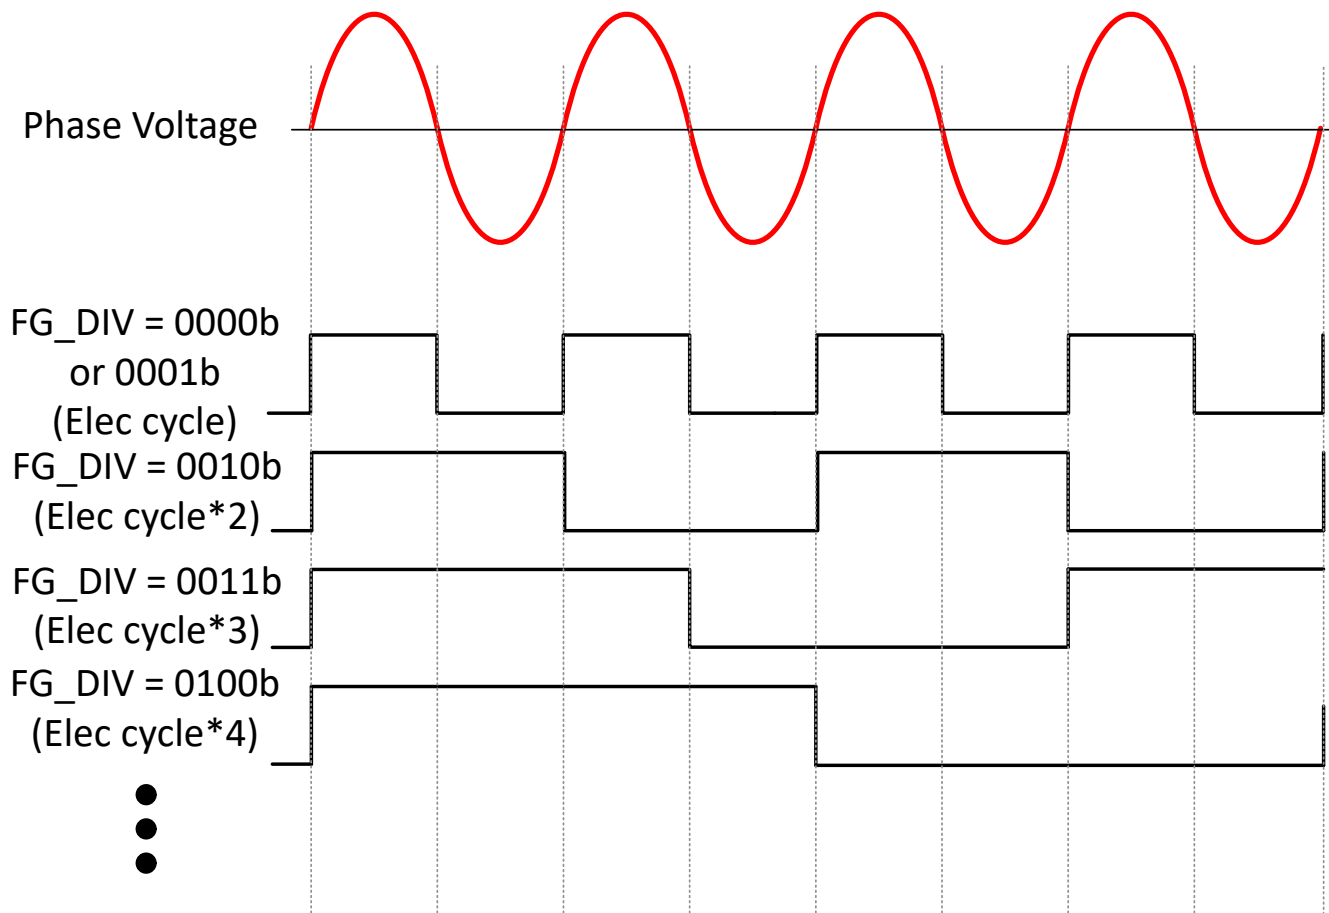 Phase Voltage
FG_DIV = 0000b
or 0001b
(Elec cycle)
FG_DIV = 0010b
(Elec cycle*2)
FG_DIV = 0011b
(Elec cycle*3)
FG_DIV = 0100b
(Elec cycle*4)